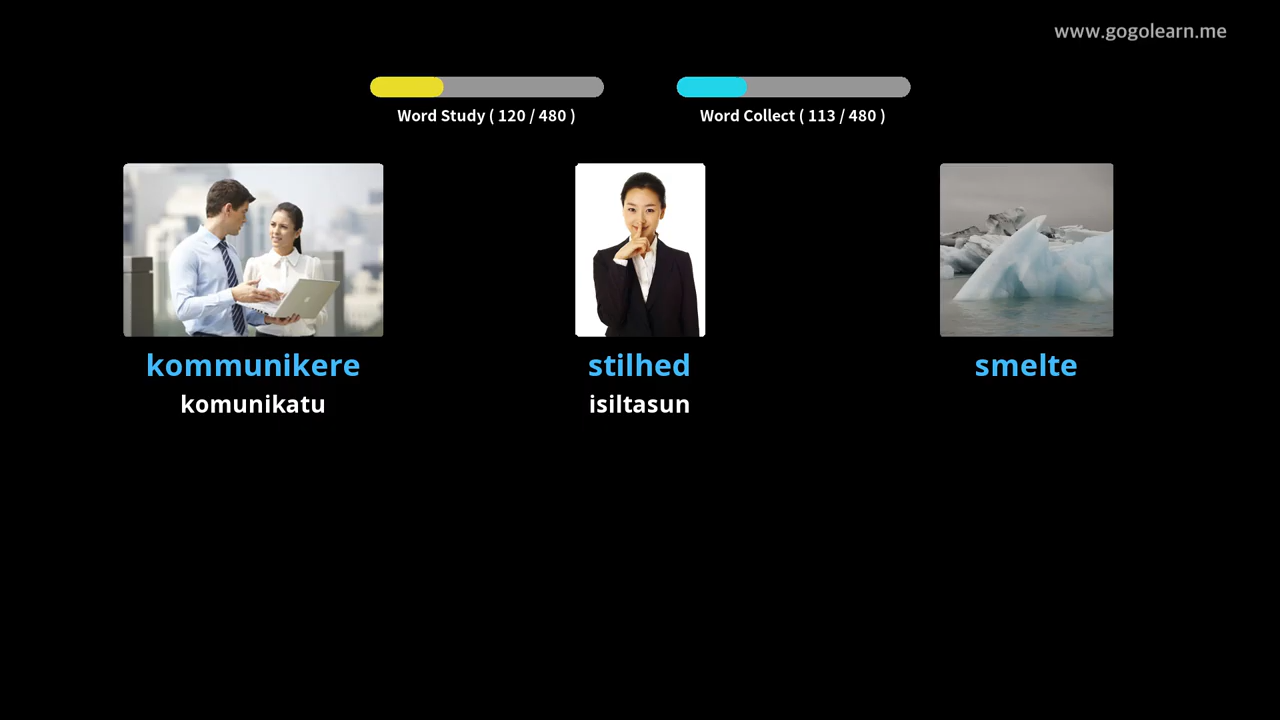 www.gogolearn.me
Word Study ( 120 / 480 )
Word Collect ( 113 / 480 )
kommunikere
komunikatu
stilhed
isiltasun
smelte